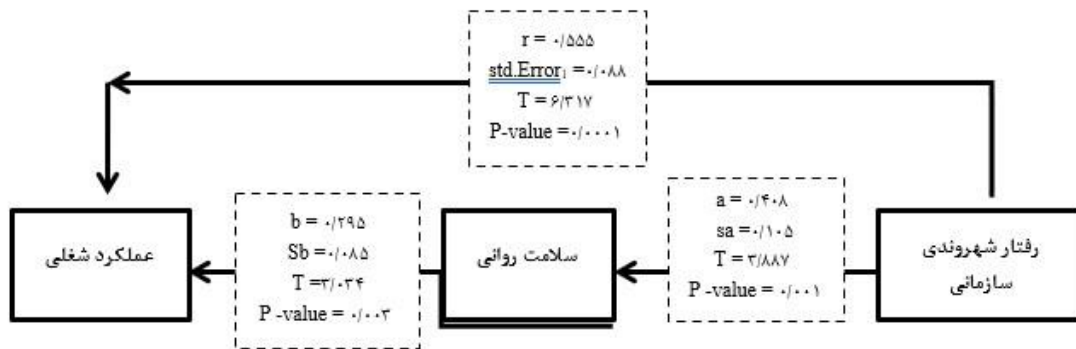 r = ۰/۵۵۵
std.Error₁ =۰/۰۸۸
T = ۶/۳۱۷
P-value =۰/۰۰۰۱
رفتار شهروندی
سازمانی
a = ۰/۴۰۸
sa =۰/۱۰۵
T = ۳/۸۸۷
P -value = ۰/۰۰۱
سلامت روانی
b = ۰/۲۹۵
Sb =۰/۰۸۵
T =۳/۰۳۴
P -value = ۰/۰۰۳
عملکرد شغلی